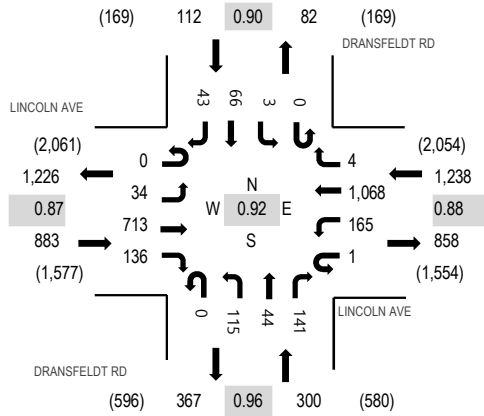 (169) 112 0.90 82 (169)
DRANSFELDT RD
43 66 3 0
LINCOLN AVE
(2,061) (2,054)
0 4
1,226 1,238
34 N 1,068
0.87 W 0.92 E 0.88
713 165
883 S 858
136 1
(1,577) (1,554)
0 115 44 141
LINCOLN AVE
DRANSFELDT RD
(596) 367 0.96 300 (580)